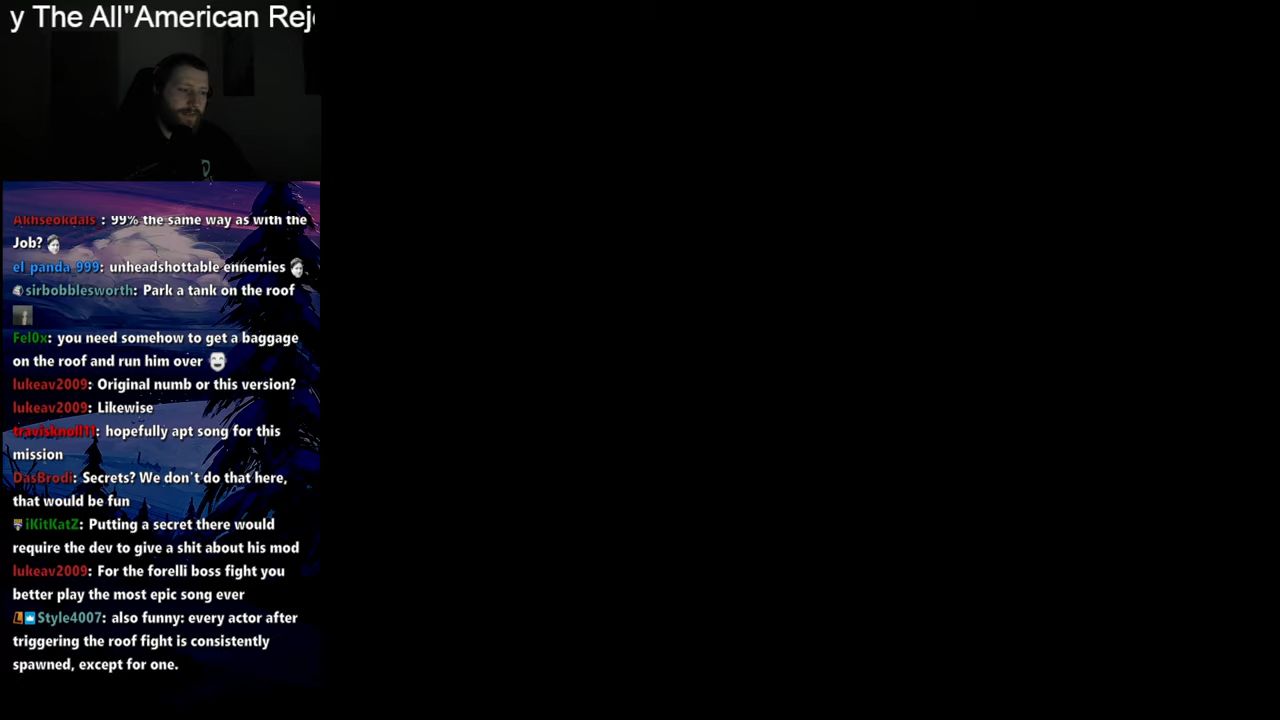 y The All"American Rej
Akhseokdals : 99% the same way as with the
Job?
el_panda_999: unheadshottable ennemies
sirbobblesworth: Park a tank on the roof
Fel0x: you need somehow to get a baggage
on the roof and run him over
lukeav2009: Original numb or this version?
lukeav2009: Likewise
travisknoll11: hopefully apt song for this
mission
DasBrodi: Secrets? We don't do that here,
that would be fun
iKitKatZ: Putting a secret there would
require the dev to give a shit about his mod
lukeav2009: For the forelli boss fight you
better play the most epic song ever
Style4007: also funny: every actor after
triggering the roof fight is consistently
spawned, except for one.